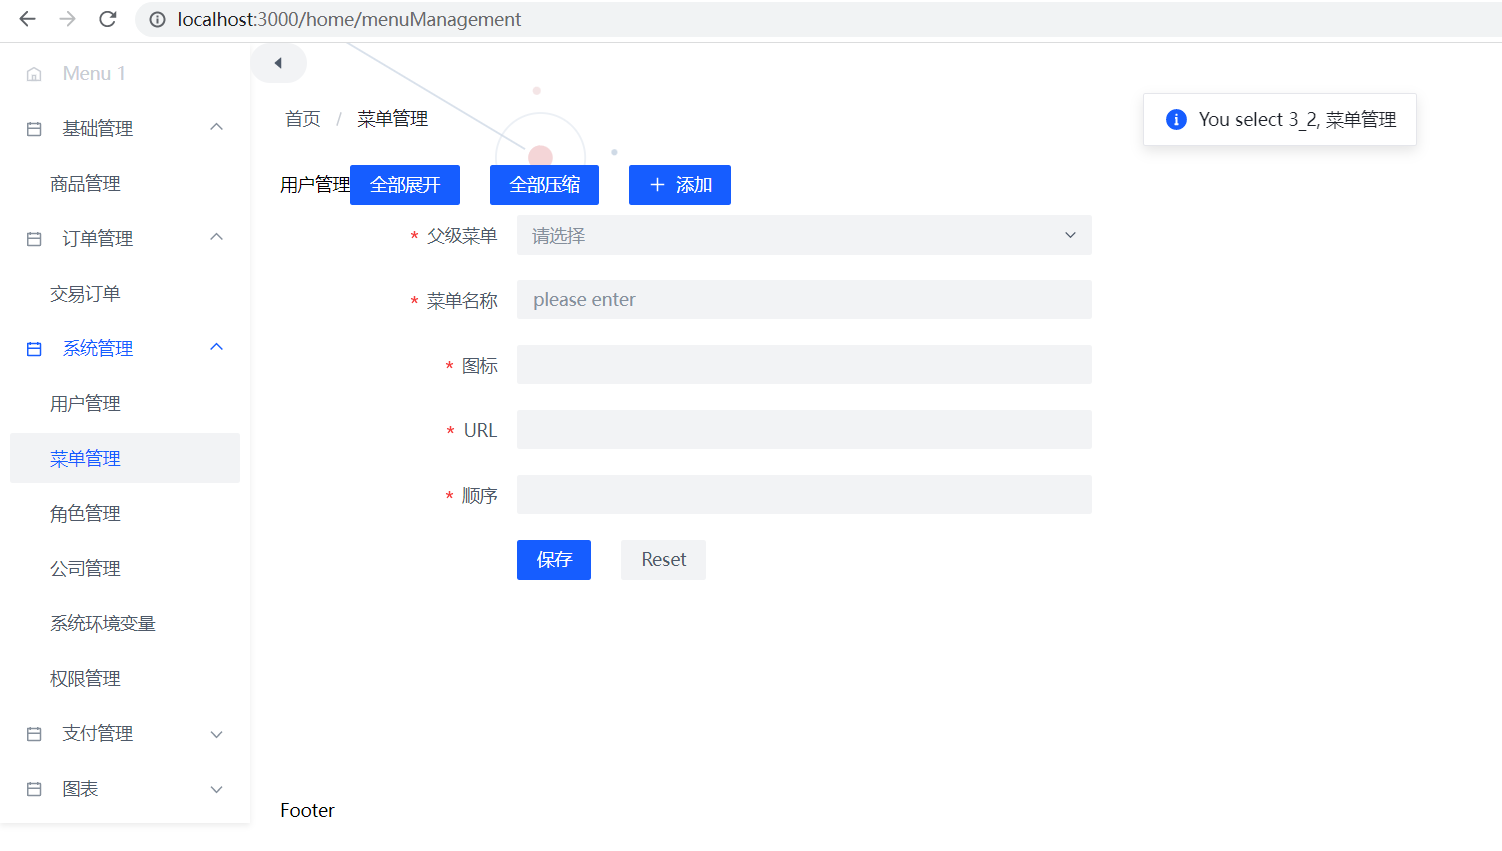 localhost:3000/home/menuManagement
Menu 1
基础管理
商品管理
订单管理
交易订单
系统管理
用户管理
菜单管理
角色管理
公司管理
系统环境变量
权限管理
支付管理
图表
首页 / 菜单管理
You select 3_2, 菜单管理
用户管理 全部展开 全部压缩 添加
* 父级菜单 请选择
* 菜单名称 please enter
* 图标
* URL
* 顺序
保存 Reset
Footer